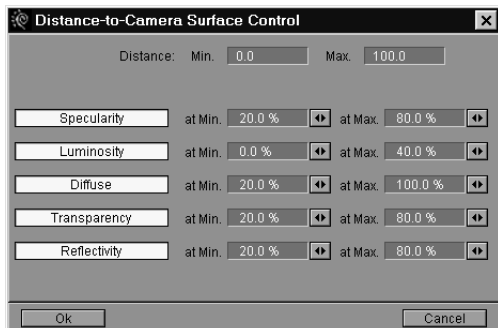 Distance-to-Camera Surface Control
Distance: Min. 0.0 Max. 100.0
Specularity at Min. 20.0 % at Max. 80.0 %
Luminosity at Min. 0.0 % at Max. 40.0 %
Diffuse at Min. 20.0 % at Max. 100.0 %
Transparency at Min. 20.0 % at Max. 80.0 %
Reflectivity at Min. 20.0 % at Max. 80.0 %
Ok Cancel